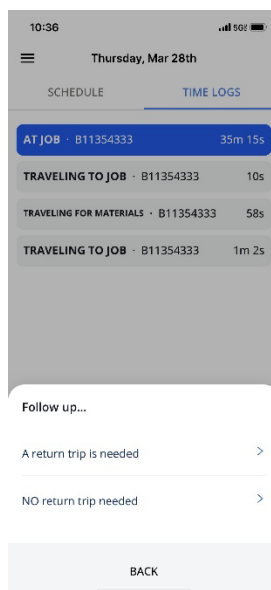 10:36
5GE
Thursday, Mar 28th
SCHEDULE TIME LOGS
AT JOB · B11354333 35m 15s
TRAVELING TO JOB · B11354333 10s
TRAVELING FOR MATERIALS · B11354333 58s
TRAVELING TO JOB · B11354333 1m 2s
Follow up...
A return trip is needed
NO return trip needed
BACK